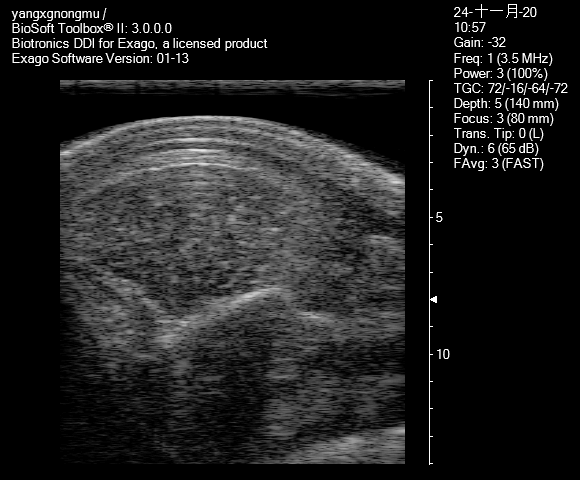 yangxgnongmu /
BioSoft Toolbox® II: 3.0.0.0
Biotronics DDI for Exago, a licensed product
Exago Software Version: 01-13
24-十一月-20
10:57
Gain: -32
Freq: 1 (3.5 MHz)
Power: 3 (100%)
TGC: 72/-16/-64/-72
Depth: 5 (140 mm)
Focus: 3 (80 mm)
Trans. Tip: 0 (L)
Dyn.: 6 (65 dB)
FAvg: 3 (FAST)
5
10